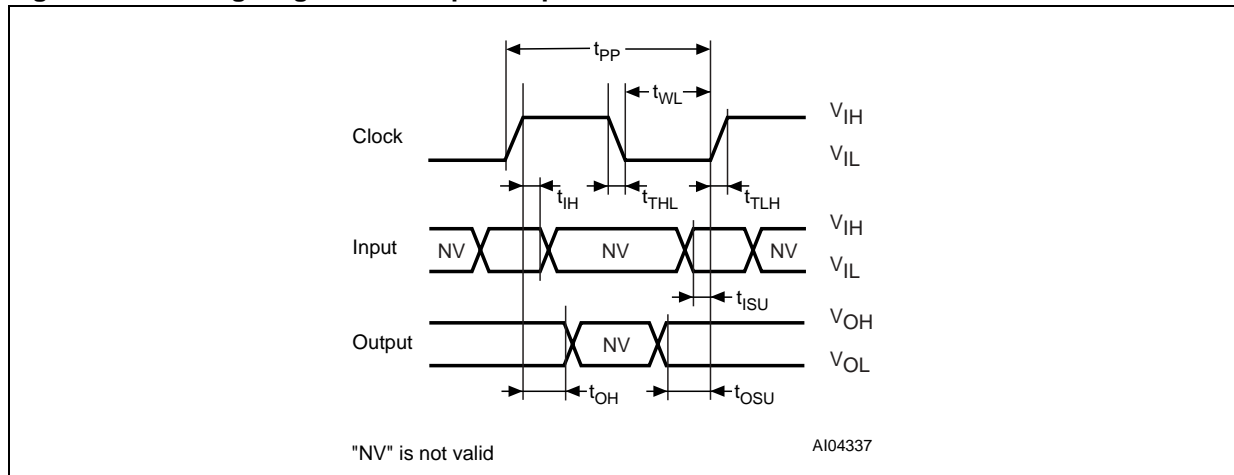 tPP
tWL
Clock
VIH
VIL
tIH
tTHL
tTLH
Input
NV
NV
NV
VIH
VIL
tISU
Output
NV
VOH
VOL
tOH
tOSU
"NV" is not valid
AI04337